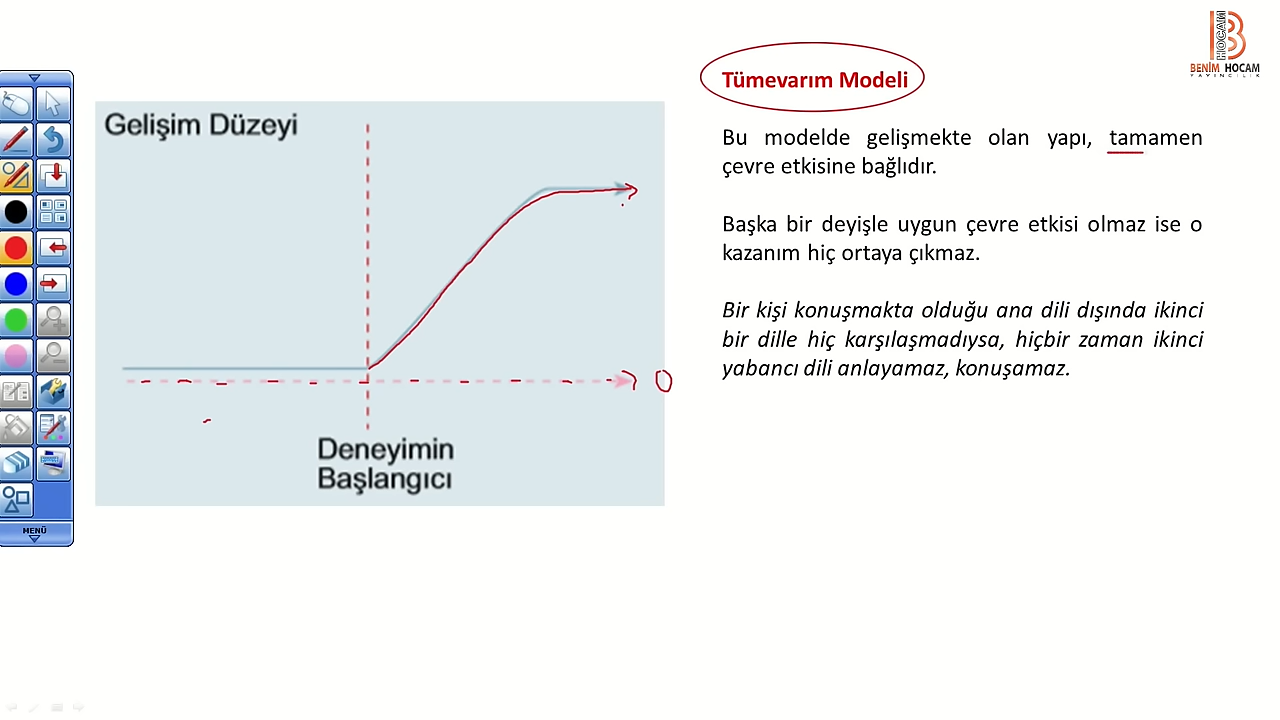 BENİM HOCAM
YAYINCILIK
HOCAM
Tümevarım Modeli
Gelişim Düzeyi
Bu modelde gelişmekte olan yapı, tamamen
çevre etkisine bağlıdır.
Başka bir deyişle uygun çevre etkisi olmaz ise o
kazanım hiç ortaya çıkmaz.
Bir kişi konuşmakta olduğu ana dili dışında ikinci
bir dille hiç karşılaşmadıysa, hiçbir zaman ikinci
yabancı dili anlayamaz, konuşamaz.
0
Deneyimin
Başlangıcı
MENÜ